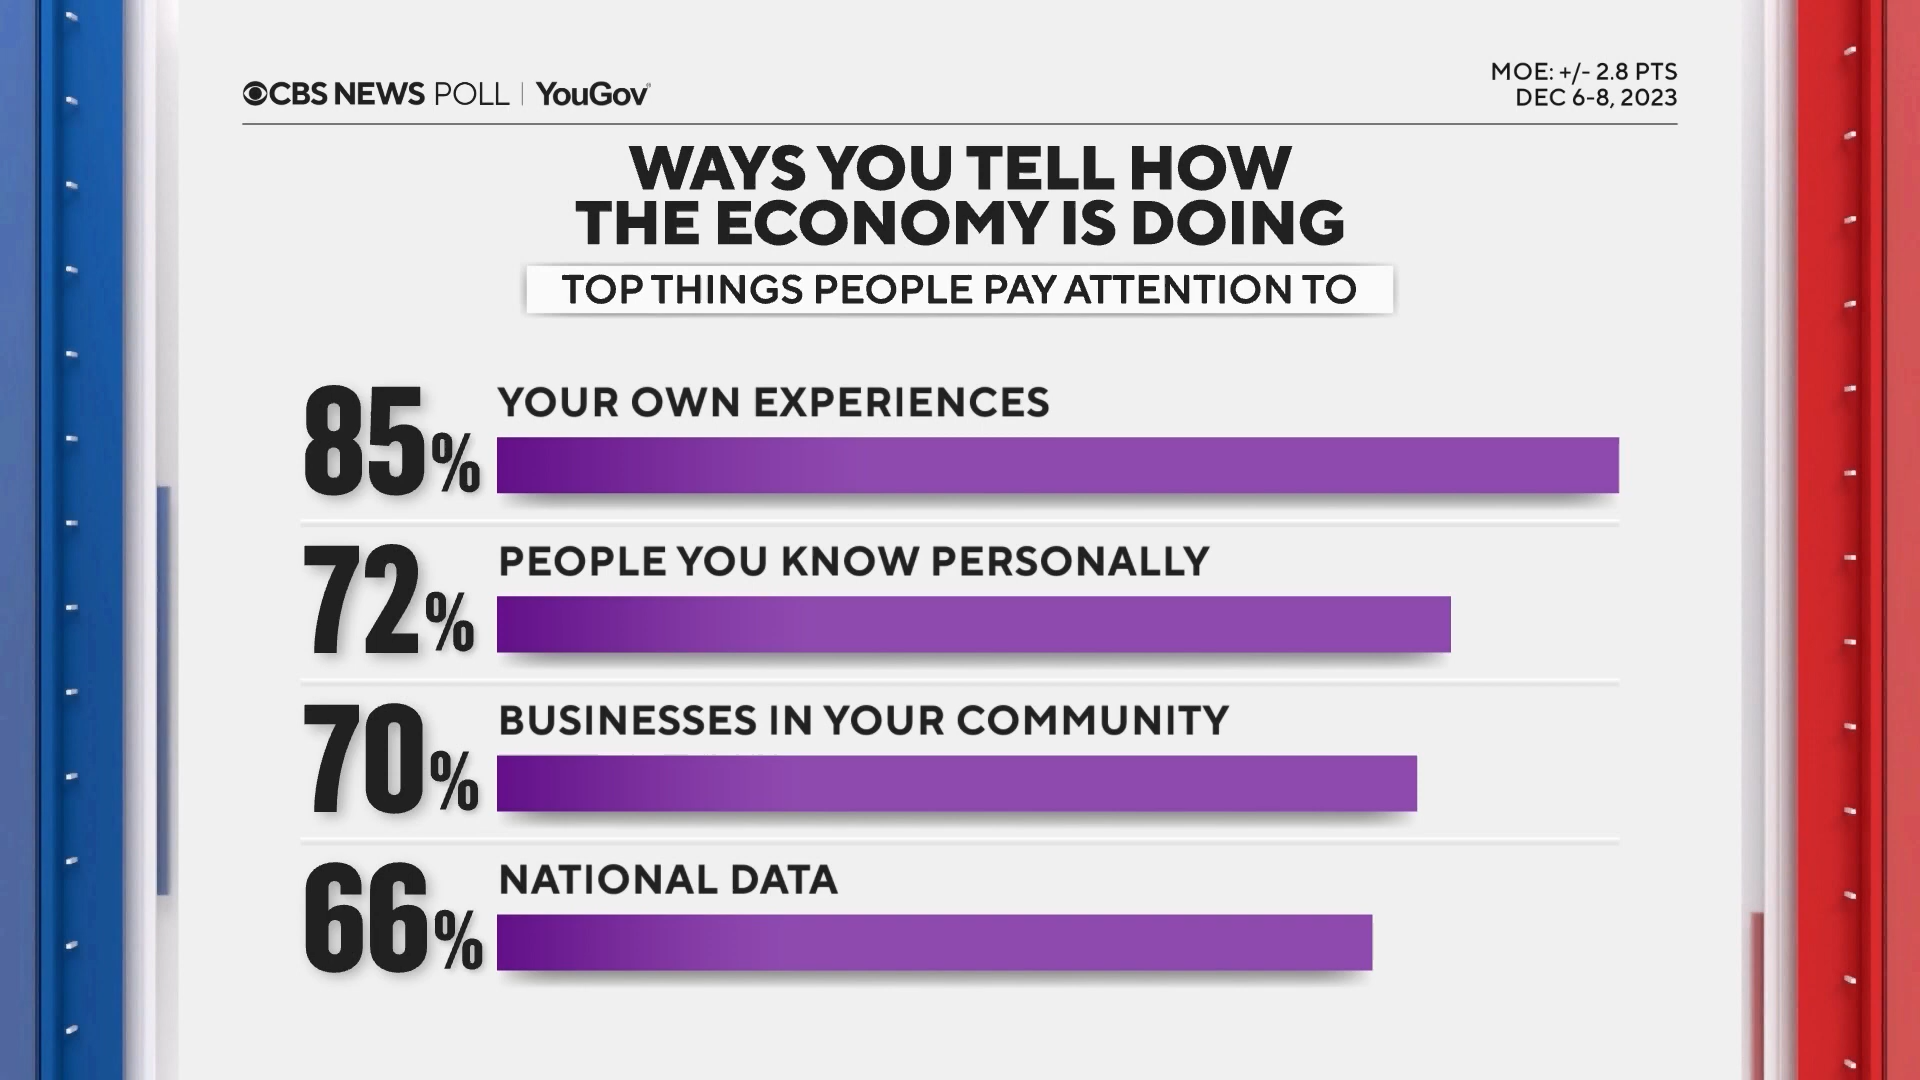 CBS NEWS POLL | YouGov
MOE: +/- 2.8 PTS
DEC 6-8, 2023
WAYS YOU TELL HOW
THE ECONOMY IS DOING
TOP THINGS PEOPLE PAY ATTENTION TO
85% YOUR OWN EXPERIENCES
72% PEOPLE YOU KNOW PERSONALLY
70% BUSINESSES IN YOUR COMMUNITY
66% NATIONAL DATA